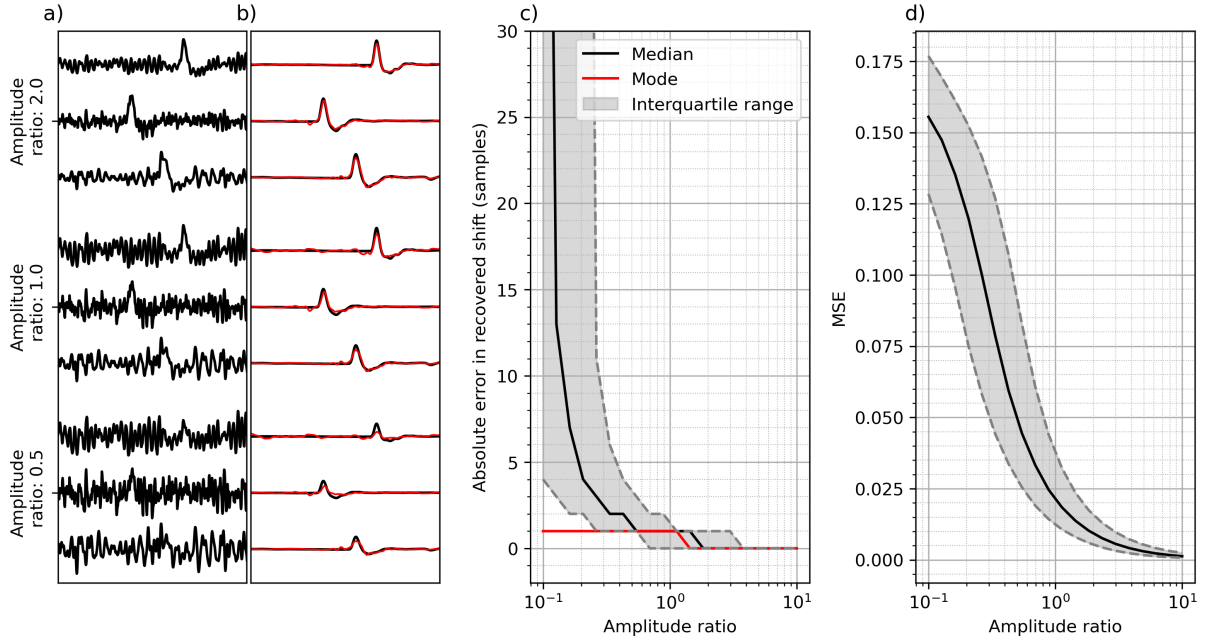 a)
b)
c)
d)
Amplitude
ratio: 2.0
Amplitude
ratio: 1.0
Amplitude
ratio: 0.5
Absolute error in recovered shift (samples)
30
25
20
15
10
5
0
Median
Mode
Interquartile range
10⁻¹
10⁰
10¹
Amplitude ratio
MSE
0.175
0.150
0.125
0.100
0.075
0.050
0.025
0.000
10⁻¹
10⁰
10¹
Amplitude ratio